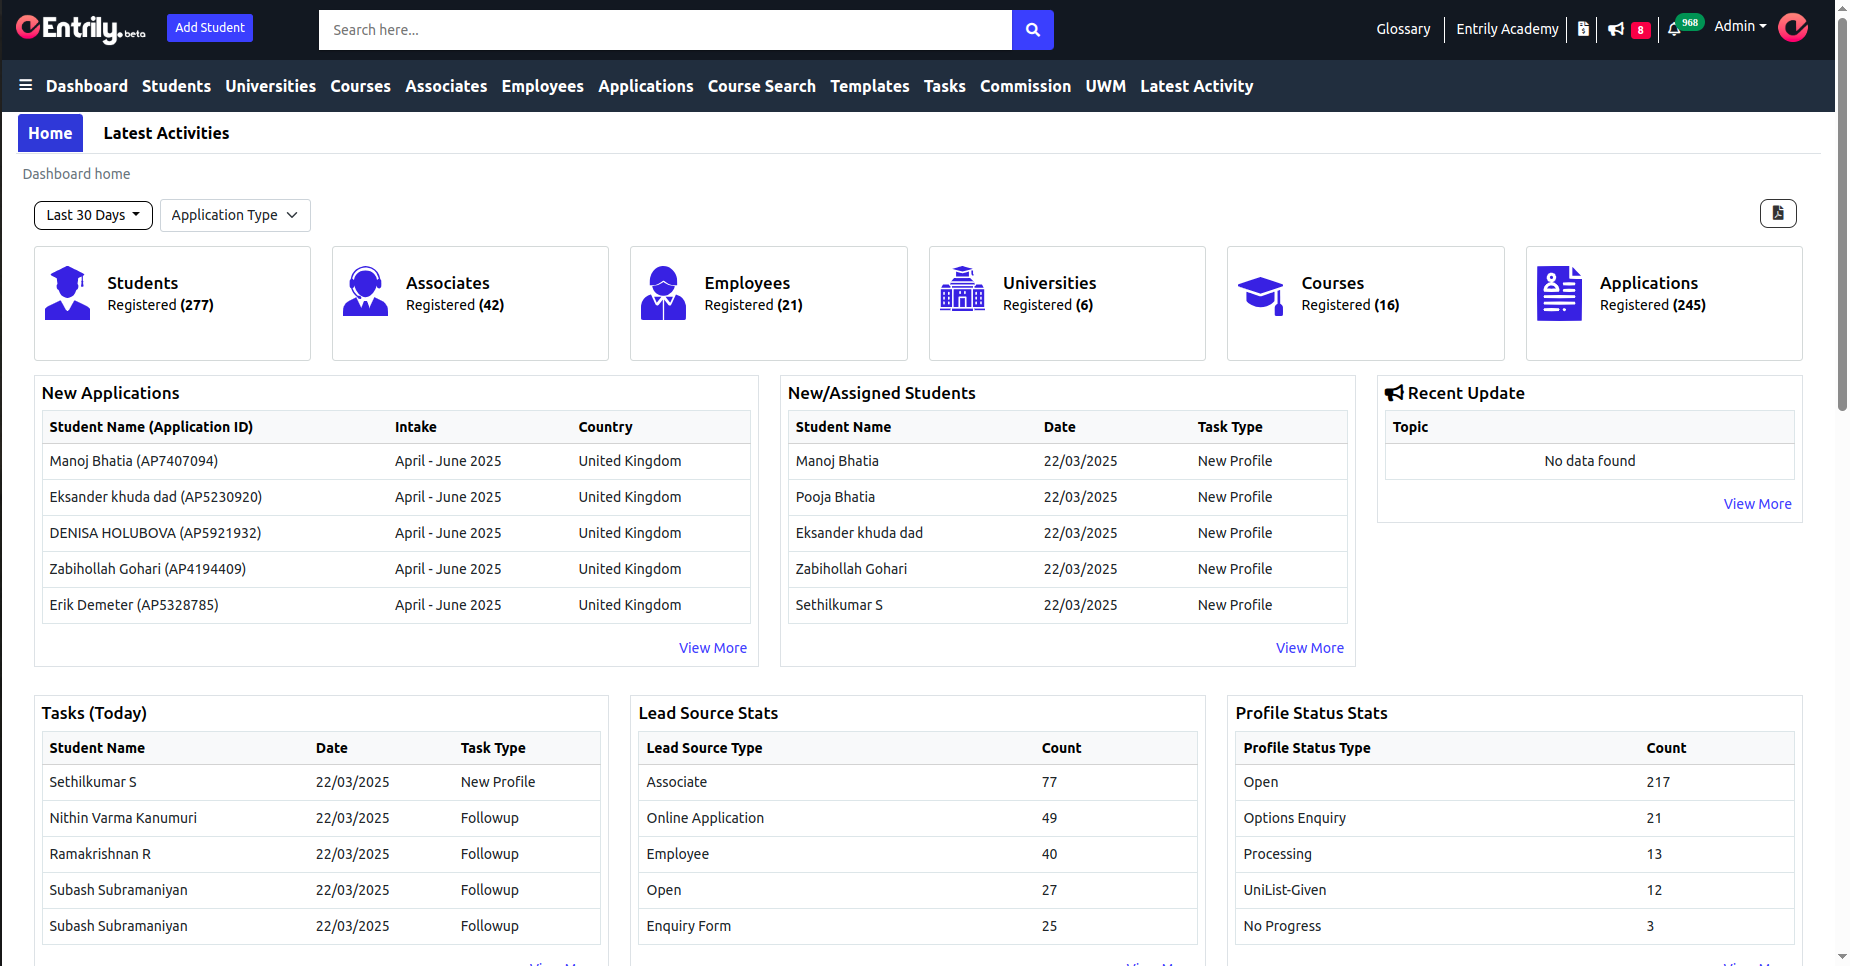 Entrily.beta
Add Student
Search here...
Glossary
Entrily Academy
8
968
Admin
Dashboard Students Universities Courses Associates Employees Applications Course Search Templates Tasks Commission UWM Latest Activity
Home Latest Activities
Dashboard home
Last 30 Days Application Type
Students
Registered (277)
Associates
Registered (42)
Employees
Registered (21)
Universities
Registered (6)
Courses
Registered (16)
Applications
Registered (245)
New Applications
Student Name (Application ID) Intake Country
Manoj Bhatia (AP7407094) April - June 2025 United Kingdom
Eksander khuda dad (AP5230920) April - June 2025 United Kingdom
DENISA HOLUBOVA (AP5921932) April - June 2025 United Kingdom
Zabihollah Gohari (AP4194409) April - June 2025 United Kingdom
Erik Demeter (AP5328785) April - June 2025 United Kingdom
View More
New/Assigned Students
Student Name Date Task Type
Manoj Bhatia 22/03/2025 New Profile
Pooja Bhatia 22/03/2025 New Profile
Eksander khuda dad 22/03/2025 New Profile
Zabihollah Gohari 22/03/2025 New Profile
Sethilkumar S 22/03/2025 New Profile
View More
Recent Update
Topic
No data found
View More
Tasks (Today)
Student Name Date Task Type
Sethilkumar S 22/03/2025 New Profile
Nithin Varma Kanumuri 22/03/2025 Followup
Ramakrishnan R 22/03/2025 Followup
Subash Subramaniyan 22/03/2025 Followup
Subash Subramaniyan 22/03/2025 Followup
Lead Source Stats
Lead Source Type Count
Associate 77
Online Application 49
Employee 40
Open 27
Enquiry Form 25
Profile Status Stats
Profile Status Type Count
Open 217
Options Enquiry 21
Processing 13
UniList-Given 12
No Progress 3